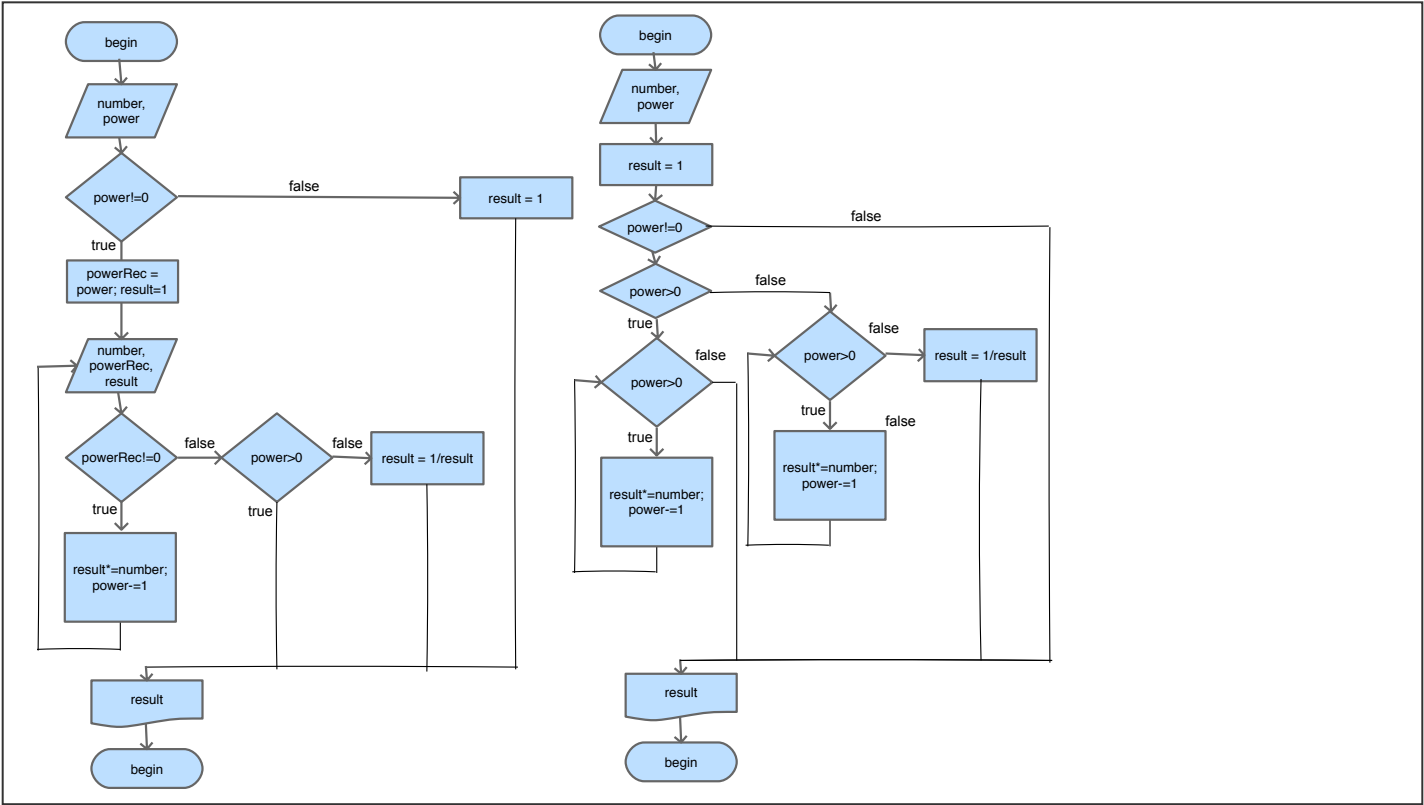 begin
number,
power
power!=0
false
result = 1
true
powerRec =
power; result=1
number,
powerRec,
result
powerRec!=0
false
power>0
false
result = 1/result
true
true
result*=number;
power-=1
result
begin
begin
number,
power
result = 1
power!=0
false
power>0
false
true
power>0
false
power>0
false
result = 1/result
true
result*=number;
power-=1
true
false
result*=number;
power-=1
result
begin